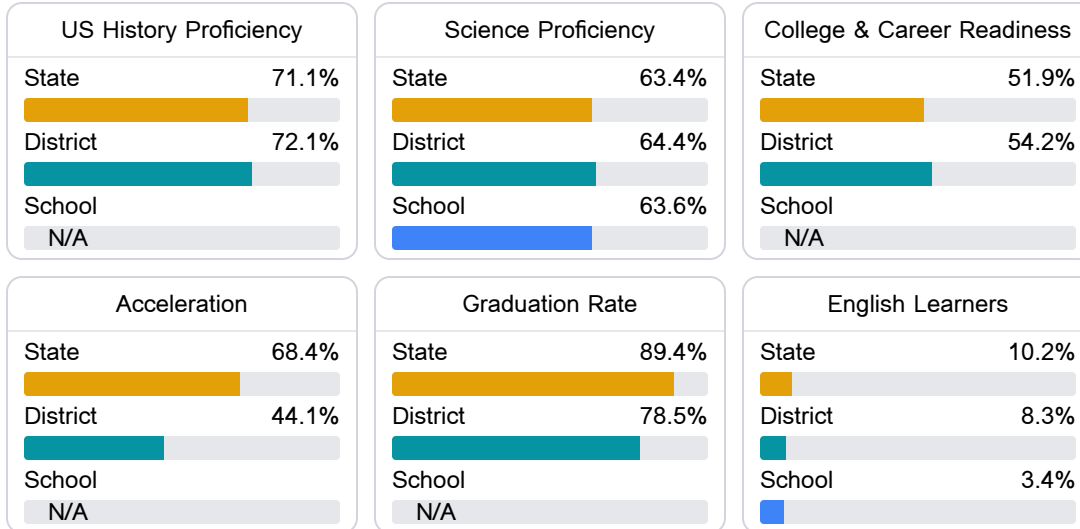 US History Proficiency
State 71.1%
District 72.1%
School
N/A
Science Proficiency
State 63.4%
District 64.4%
School 63.6%
College & Career Readiness
State 51.9%
District 54.2%
School
N/A
Acceleration
State 68.4%
District 44.1%
School
N/A
Graduation Rate
State 89.4%
District 78.5%
School
N/A
English Learners
State 10.2%
District 8.3%
School 3.4%